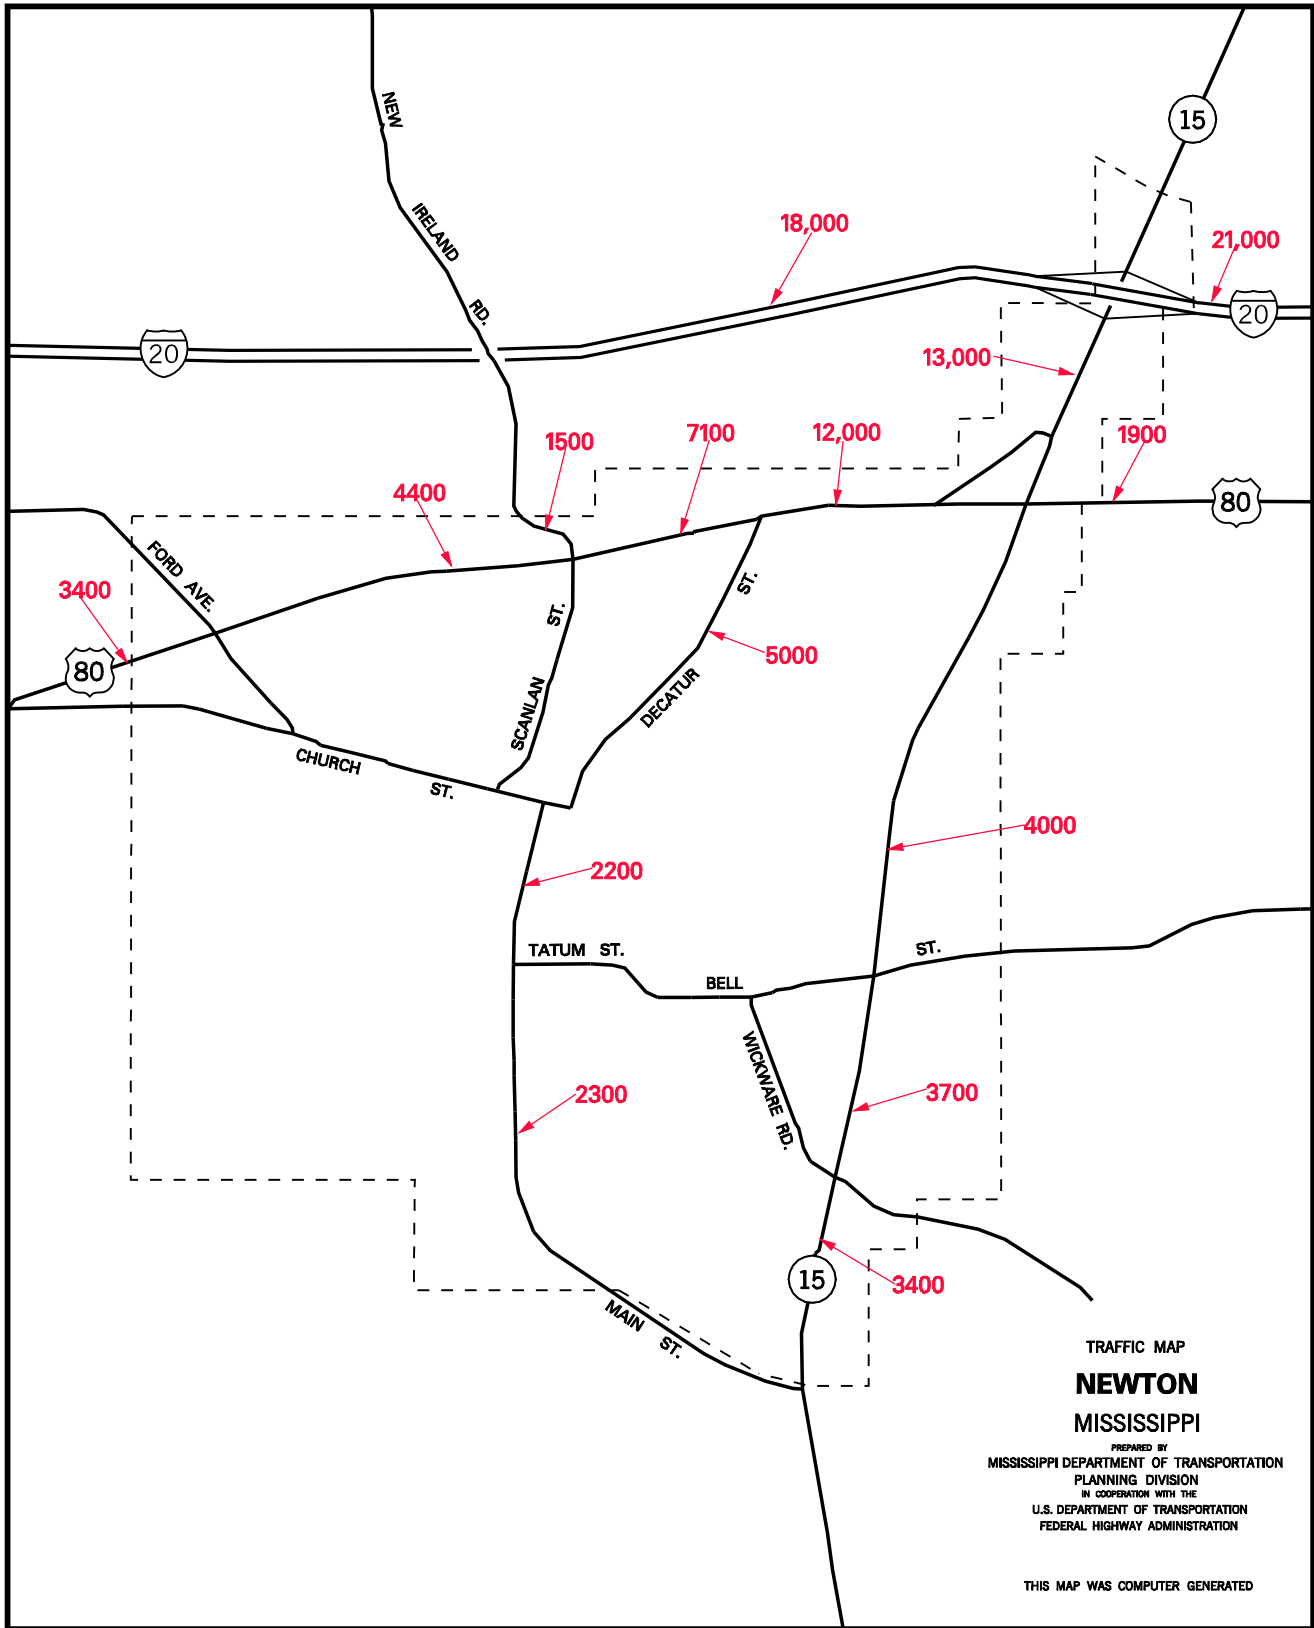 NEW
15
IRELAND
18,000
21,000
RD.
20
20
13,000
1500
7100
12,000
1900
4400
80
FORD AVE.
3400
ST.
ST.
80
5000
SCANLAN
DECATUR
CHURCH
ST.
4000
2200
TATUM ST.
ST.
BELL
WICKWARE RD.
2300
3700
15
3400
MAIN ST.
TRAFFIC MAP
NEWTON
MISSISSIPPI
PREPARED BY
MISSISSIPPI DEPARTMENT OF TRANSPORTATION
PLANNING DIVISION
IN COOPERATION WITH THE
U.S. DEPARTMENT OF TRANSPORTATION
FEDERAL HIGHWAY ADMINISTRATION
THIS MAP WAS COMPUTER GENERATED